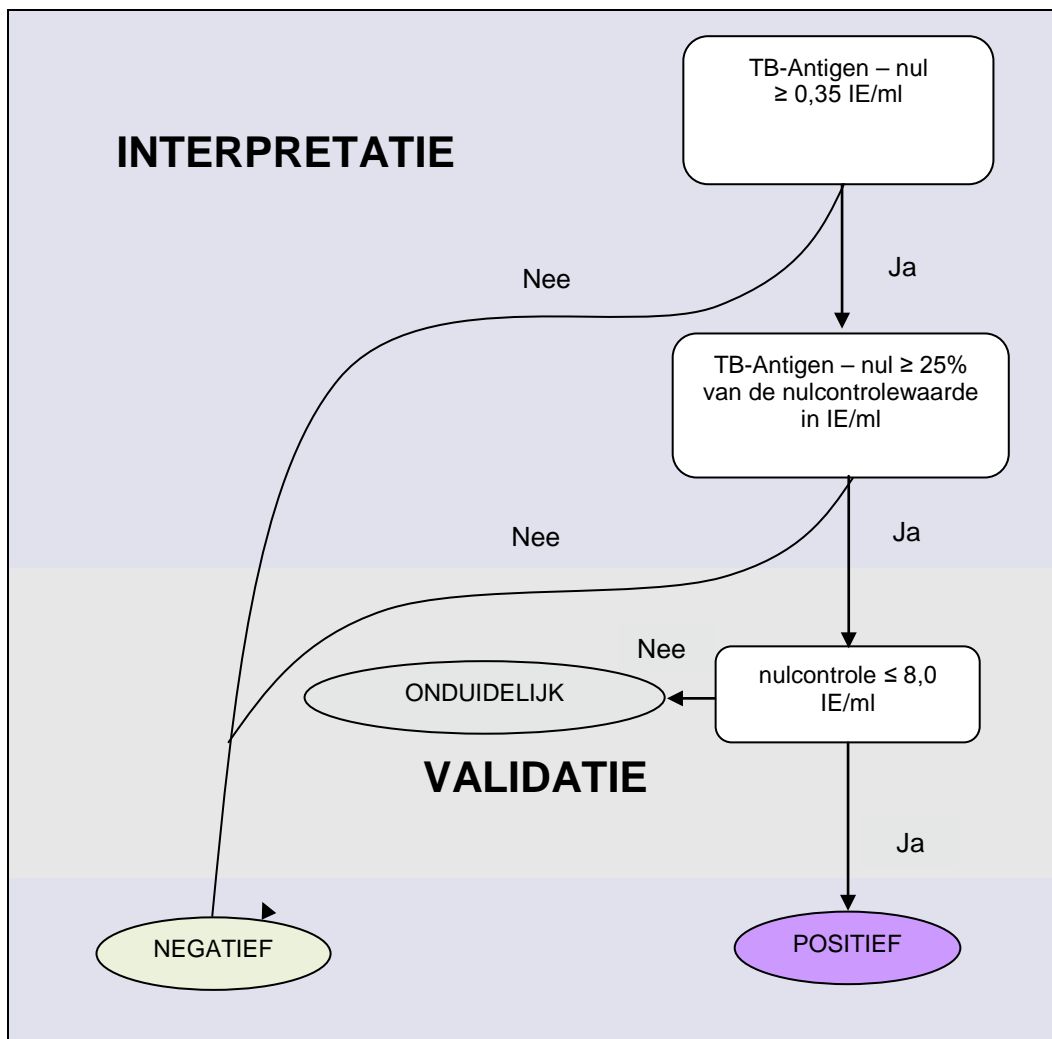 TB-Antigen – nul
≥ 0,35 IE/ml
INTERPRETATIE
Nee
Ja
TB-Antigen – nul ≥ 25%
van de nulcontrolewaarde
in IE/ml
Nee
Ja
Nee
nulcontrole ≤ 8,0
IE/ml
ONDUIDELIJK
VALIDATIE
Ja
NEGATIEF
POSITIEF